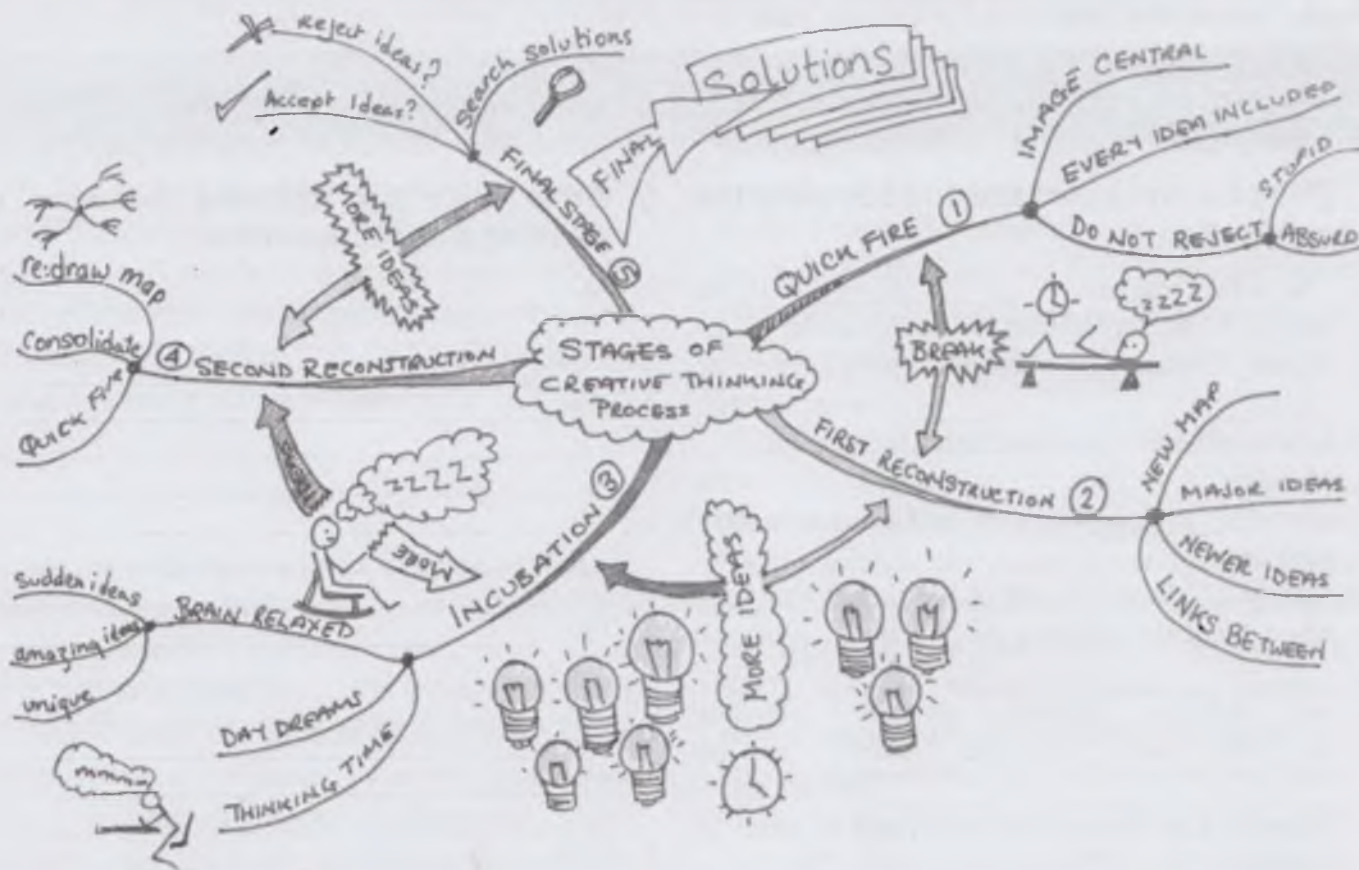 STAGES OF
CREATIVE THINKING
PROCESS
QUICK FIRE ①
IMAGE CENTRAL
EVERY IDEA INCLUDED
DO NOT REJECT
STUPID
ABSURD
BREAK
ZZZZ
FIRST RECONSTRUCTION ②
NEW MAP
MAJOR IDEAS
NEWER IDEAS
LINKS BETWEEN
MORE IDEAS
INCUBATION ③
BRAIN RELAXED
sudden ideas
amazing ideas
unique
DAY DREAMS
THINKING TIME
mmmm
ZZZZ
MORE
④ SECOND RECONSTRUCTION
re:draw map
Consolidate
QUICK FIRE
MORE IDEAS
FINAL STAGE ⑤
Reject ideas?
Accept Ideas?
Search solutions
FINAL
Solutions